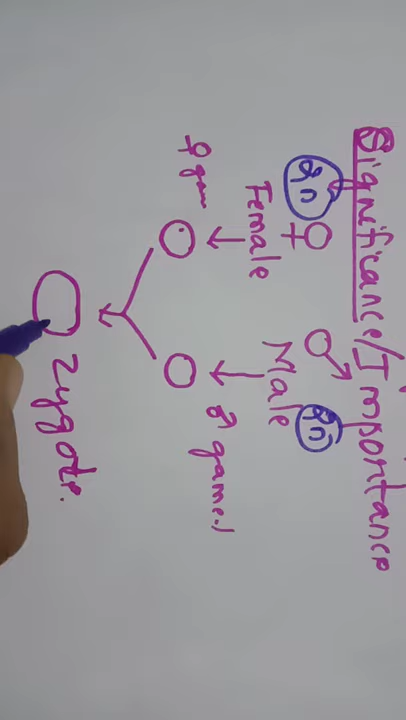 Significance/Importance
♀ ♂
2n 2n
Female Male
♀ gam ♂ gamet
Zygote.